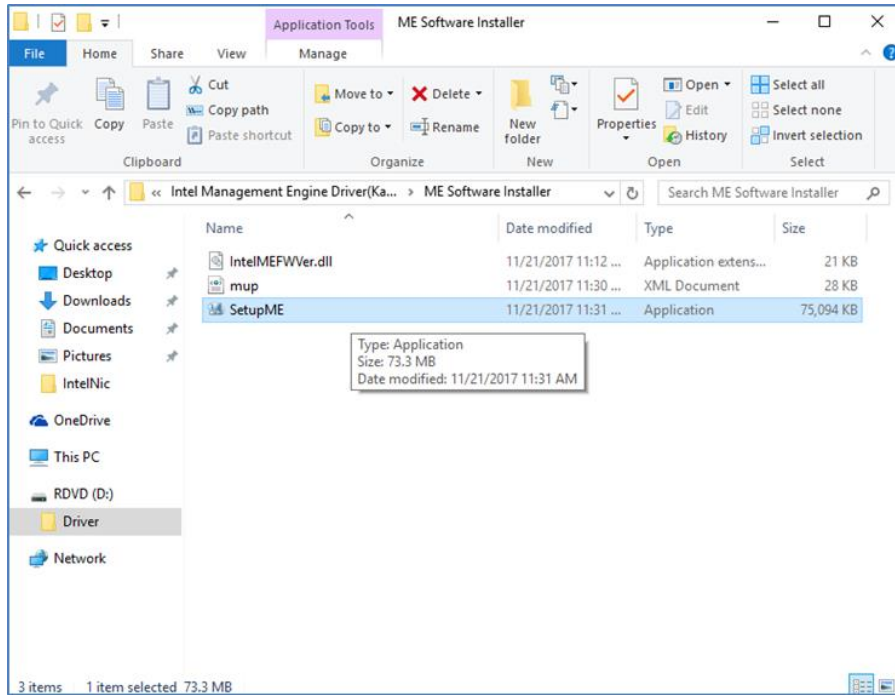 Application Tools ME Software Installer
File Home Share View Manage
Pin to Quick access
Copy
Paste
Cut
Copy path
Paste shortcut
Move to
Copy to
Delete
Rename
New folder
Properties
Open
Edit
History
Select all
Select none
Invert selection
Clipboard Organize New Open Select
« Intel Management Engine Driver(Ka... > ME Software Installer
Search ME Software Installer
Name Date modified Type Size
IntelMEFWVer.dll 11/21/2017 11:12 ... Application extens... 21 KB
mup 11/21/2017 11:30 ... XML Document 28 KB
SetupME 11/21/2017 11:31 ... Application 75,094 KB
Type: Application
Size: 73.3 MB
Date modified: 11/21/2017 11:31 AM
Quick access
Desktop
Downloads
Documents
Pictures
IntelNic
OneDrive
This PC
RDVD (D:)
Driver
Network
3 items 1 item selected 73.3 MB